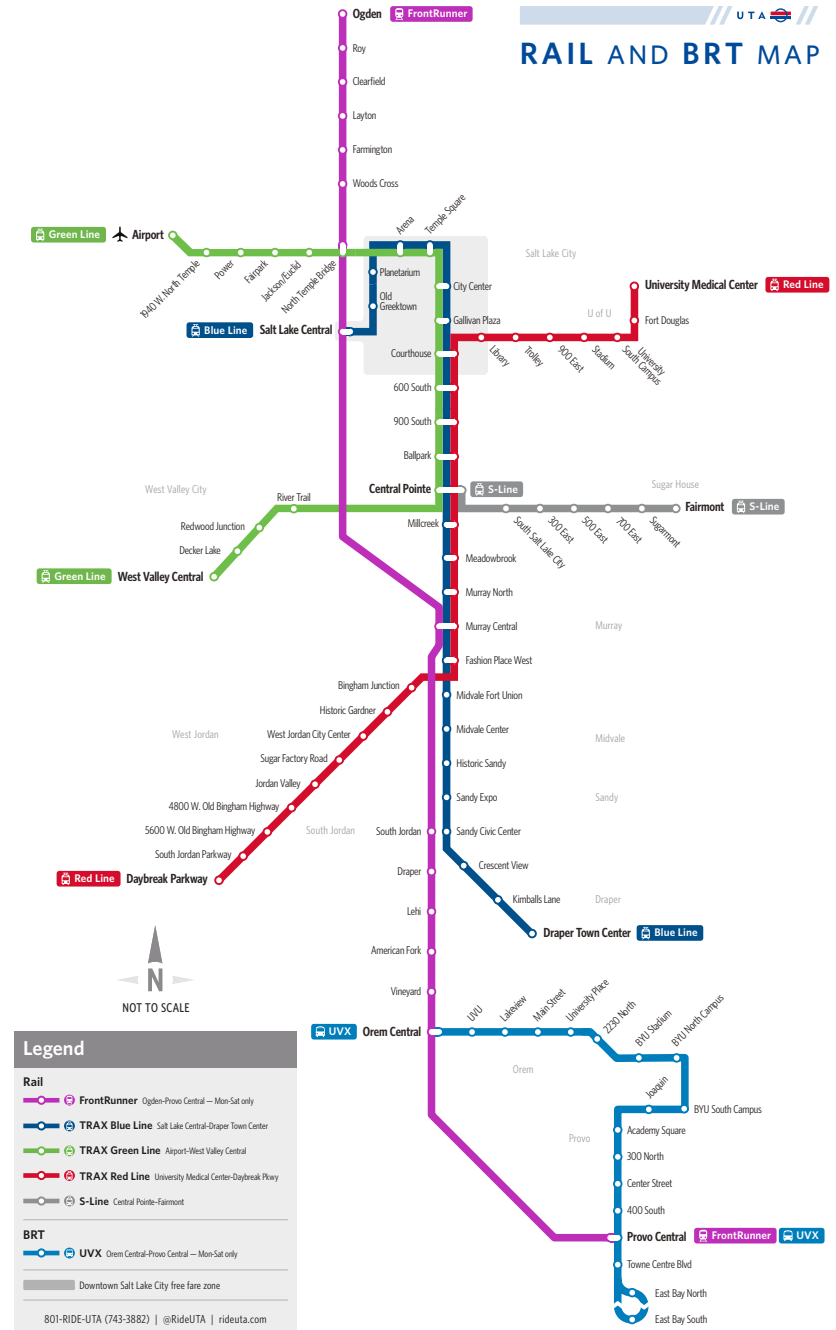 UTA
RAIL AND BRT MAP
Ogden
FrontRunner
Roy
Clearfield
Layton
Farmington
Woods Cross
Green Line
Airport
1940 W. North Temple
Power
Fairpark
Jackson/Euclid
North Temple Bridge
Arena
Temple Square
Salt Lake City
Planetarium
Old
Greektown
City Center
University Medical Center
Red Line
Blue Line
Salt Lake Central
Gallivan Plaza
U of U
Fort Douglas
Courthouse
Library
Trolley
900 East
Stadium
University
South Campus
600 South
900 South
Ballpark
West Valley City
Central Pointe
S-Line
Sugar House
River Trail
Fairmont
S-Line
Redwood Junction
Millcreek
South Salt Lake City
300 East
500 East
700 East
Sugarmont
Decker Lake
Meadowbrook
Green Line
West Valley Central
Murray North
Murray Central
Murray
Fashion Place West
Bingham Junction
Midvale Fort Union
Historic Gardner
West Jordan
West Jordan City Center
Midvale Center
Midvale
Sugar Factory Road
Historic Sandy
Jordan Valley
Sandy Expo
Sandy
4800 W. Old Bingham Highway
5600 W. Old Bingham Highway
South Jordan
South Jordan
Sandy Civic Center
South Jordan Parkway
Crescent View
Red Line
Daybreak Parkway
Draper
Kimballs Lane
Draper
Lehi
Draper Town Center
Blue Line
American Fork
N
NOT TO SCALE
Vineyard
UVX
Orem Central
UVU
Lakeview
Main Street
University Place
2230 North
BYU Stadium
BYU North Campus
Orem
Joaquin
BYU South Campus
Provo
Academy Square
300 North
Center Street
400 South
Provo Central
FrontRunner
UVX
Towne Centre Blvd
East Bay North
East Bay South
Legend
Rail
FrontRunner Ogden-Provo Central — Mon-Sat only
TRAX Blue Line Salt Lake Central-Draper Town Center
TRAX Green Line Airport-West Valley Central
TRAX Red Line University Medical Center-Daybreak Pkwy
S-Line Central Pointe-Fairmont
BRT
UVX Orem Central-Provo Central — Mon-Sat only
Downtown Salt Lake City free fare zone
801-RIDE-UTA (743-3882) | @RideUTA | rideuta.com